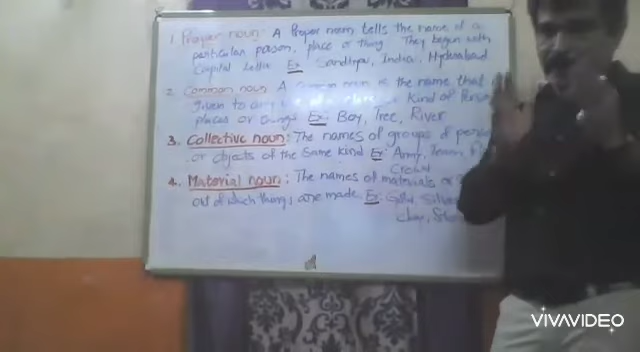 1. Proper noun: A Proper noun tells the name of a
particular person, place or thing. They begin with
Capital letter Ex India, Hyderabad
2. Common noun: A common noun is the name that
given to any kind of Person
places or things Ex: Boy, Tree, River
3. Collective noun: The names of groups of person
or objects of the same kind Ex: Army, Team,
Crowd
4. Material noun: The names of materials or
out of which things are made. Ex: Gold, Silver
VIVAVIDEO